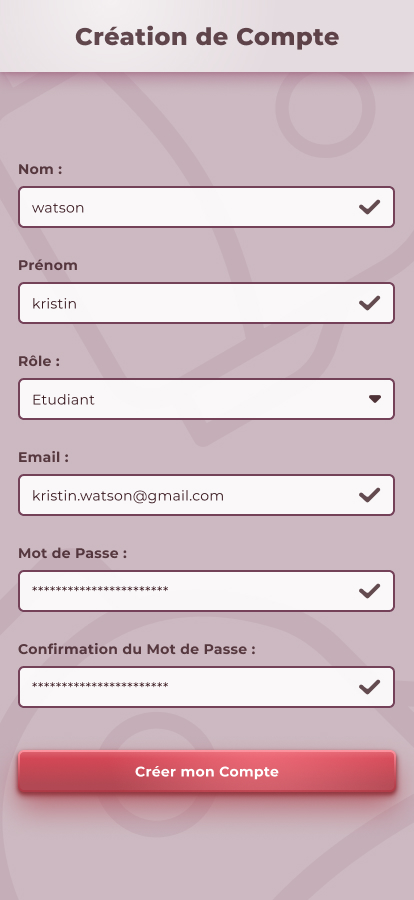 Création de Compte
Nom :
watson
Prénom
kristin
Rôle :
Etudiant
Email :
kristin.watson@gmail.com
Mot de Passe :
***********************
Confirmation du Mot de Passe :
***********************
Créer mon Compte